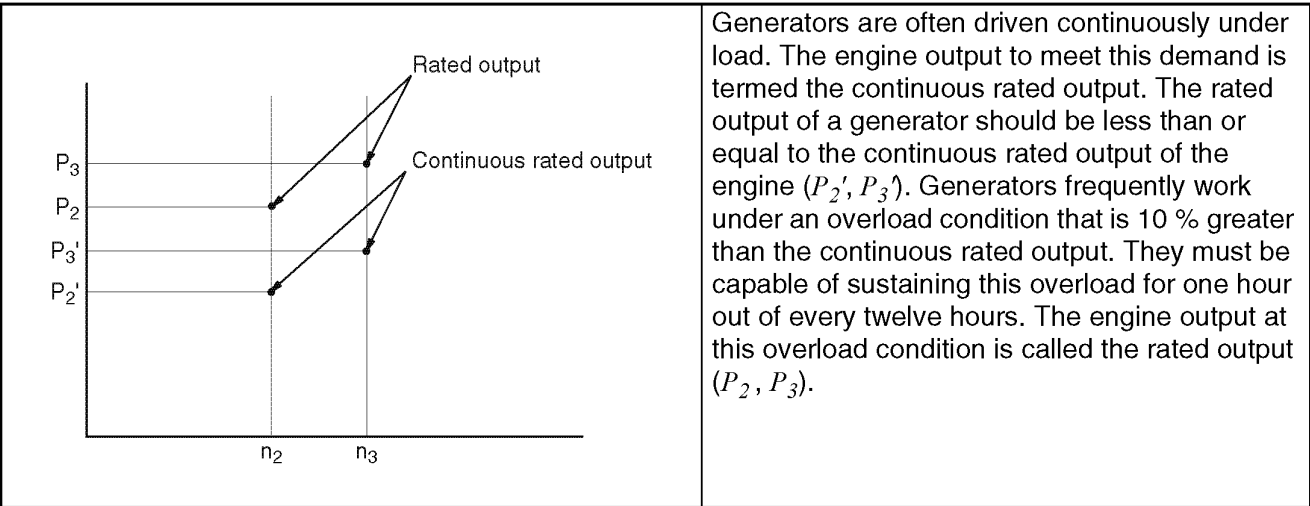 Rated output
Continuous rated output
P3
P2
P3'
P2'
n2
n3
Generators are often driven continuously under
load. The engine output to meet this demand is
termed the continuous rated output. The rated
output of a generator should be less than or
equal to the continuous rated output of the
engine (P2', P3'). Generators frequently work
under an overload condition that is 10 % greater
than the continuous rated output. They must be
capable of sustaining this overload for one hour
out of every twelve hours. The engine output at
this overload condition is called the rated output
(P2 , P3).